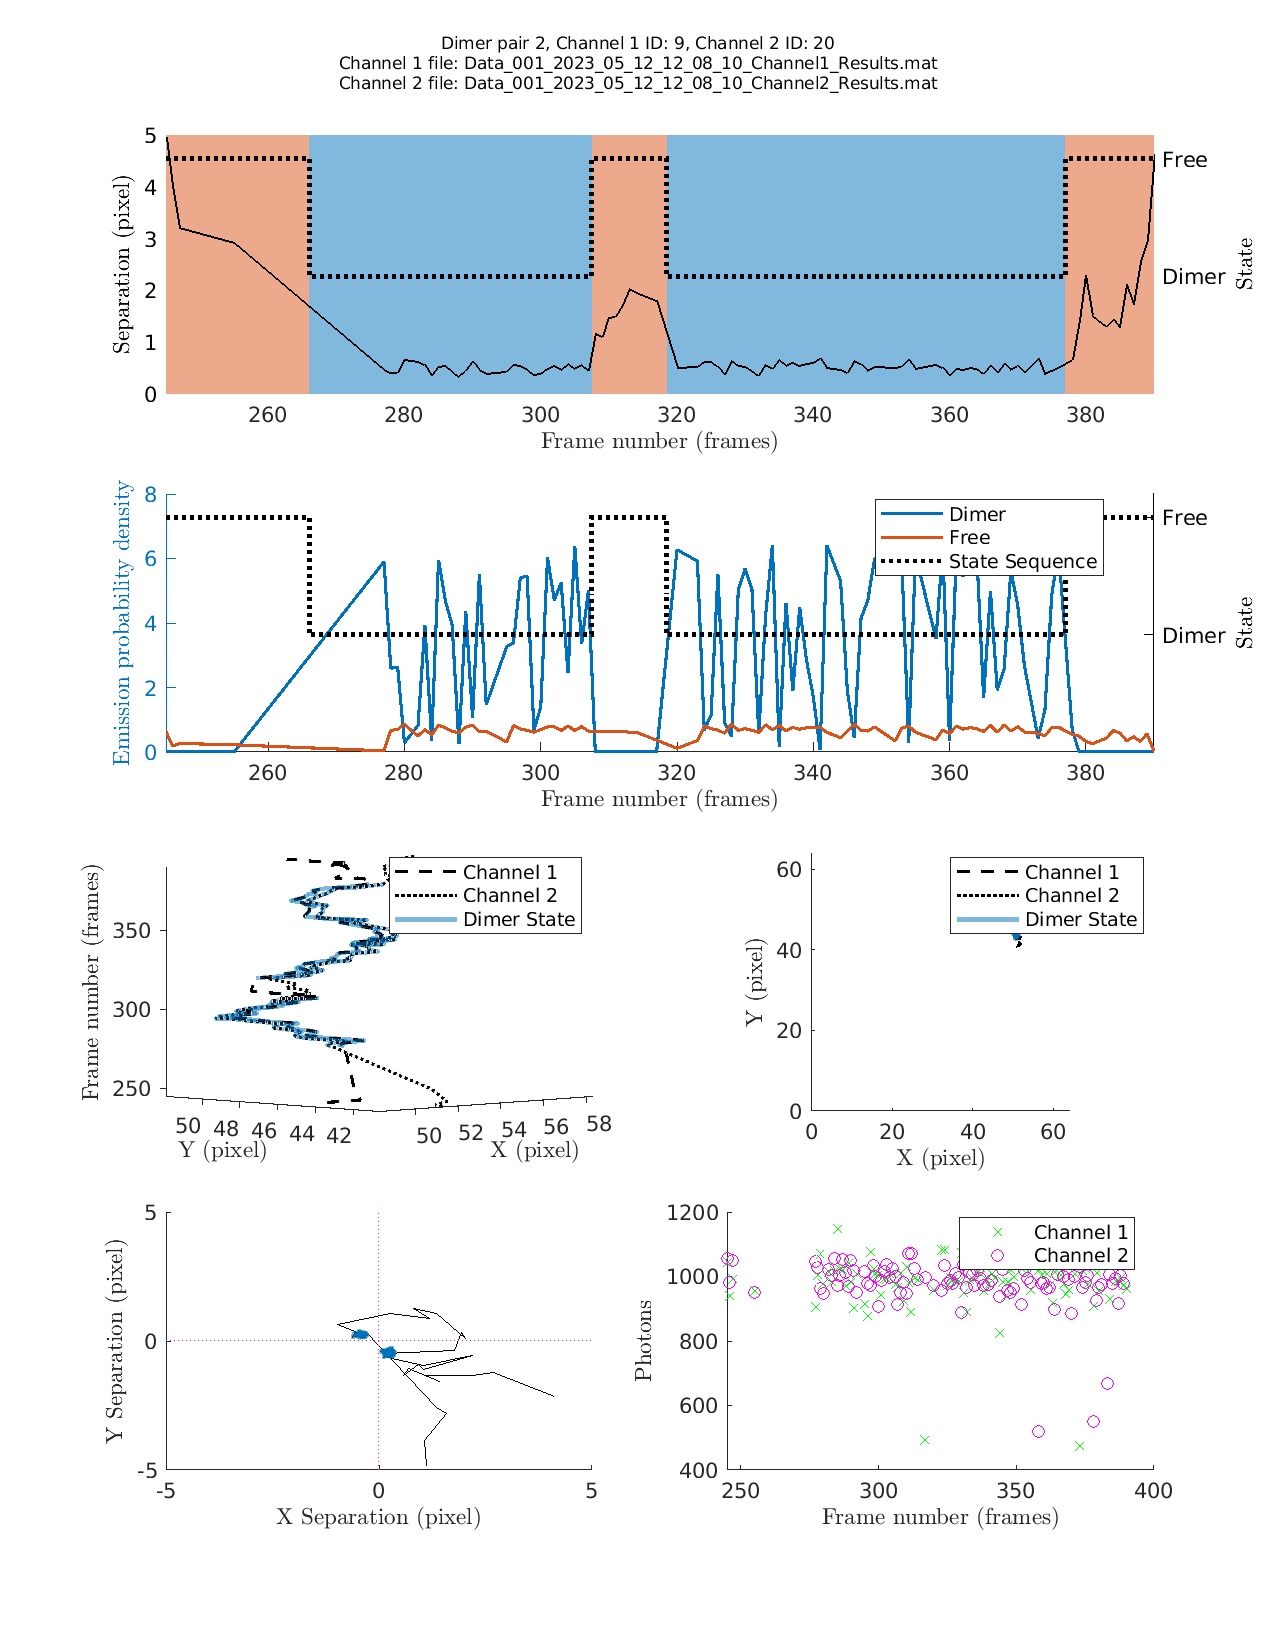 Dimer pair 2, Channel 1 ID: 9, Channel 2 ID: 20
Channel 1 file: Data_001_2023_05_12_12_08_10_Channel1_Results.mat
Channel 2 file: Data_001_2023_05_12_12_08_10_Channel2_Results.mat
5
4
3
2
1
0
Separation (pixel)
Free
Dimer
State
260 280 300 320 340 360 380
Frame number (frames)
8
6
4
2
0
Emission probability density
Dimer
Free
State Sequence
Free
Dimer
State
260 280 300 320 340 360 380
Frame number (frames)
350
300
250
Frame number (frames)
Channel 1
Channel 2
Dimer State
50 48 46 44 42
Y (pixel)
50 52 54 56 58
X (pixel)
60
40
20
0
Y (pixel)
Channel 1
Channel 2
Dimer State
0 20 40 60
X (pixel)
5
0
-5
Y Separation (pixel)
-5 0 5
X Separation (pixel)
1200
1000
800
600
400
Photons
Channel 1
Channel 2
250 300 350 400
Frame number (frames)